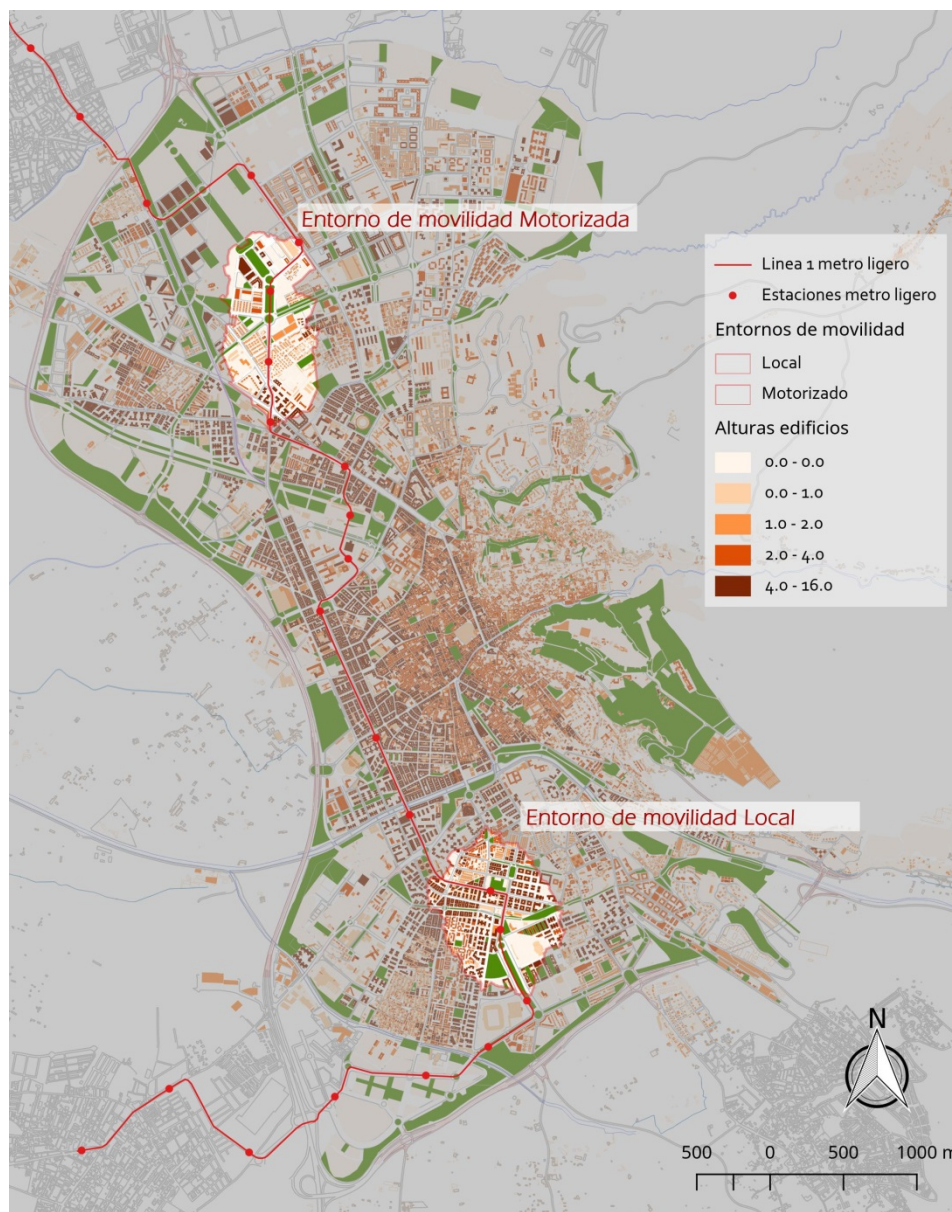 Entorno de movilidad Motorizada
Linea 1 metro ligero
Estaciones metro ligero
Entornos de movilidad
Local
Motorizado
Alturas edificios
0.0 - 0.0
0.0 - 1.0
1.0 - 2.0
2.0 - 4.0
4.0 - 16.0
Entorno de movilidad Local
N
500 0 500 1000 m